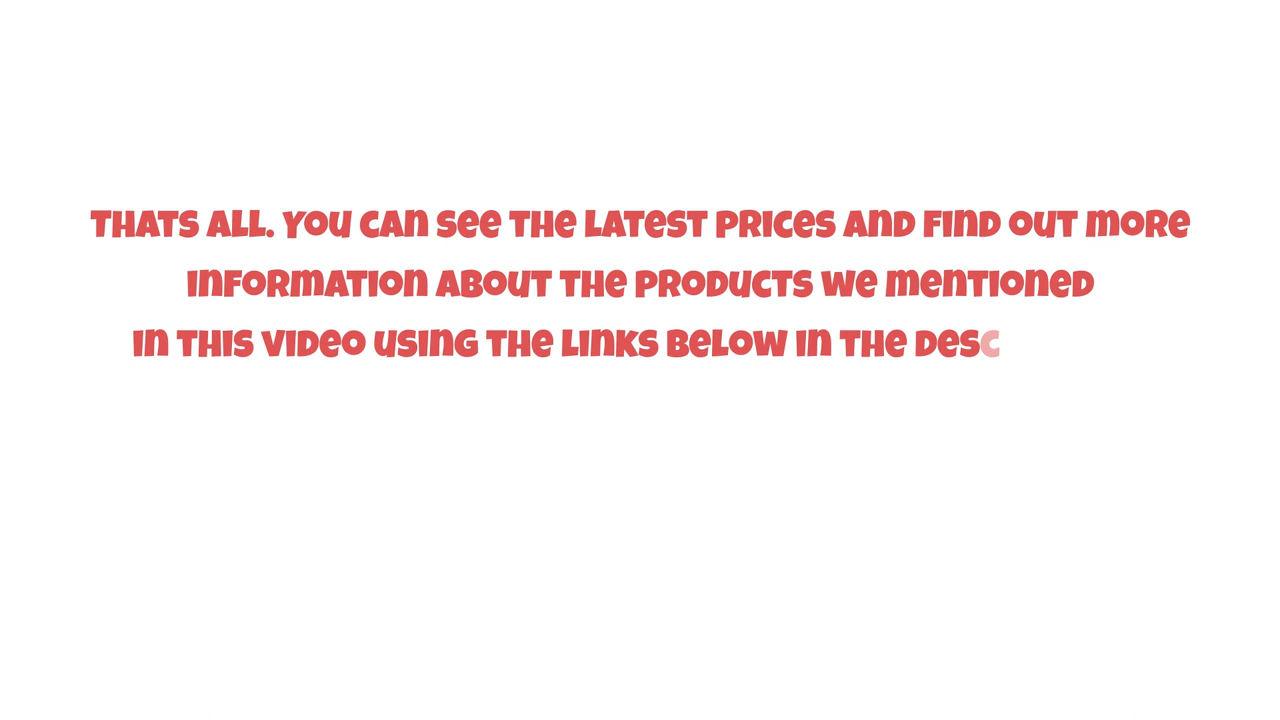 THATS ALL. YOU CAN SEE THE LATEST PRICES AND FIND OUT MORE
INFORMATION ABOUT THE PRODUCTS WE MENTIONED
IN THIS VIDEO USING THE LINKS BELOW IN THE DESC